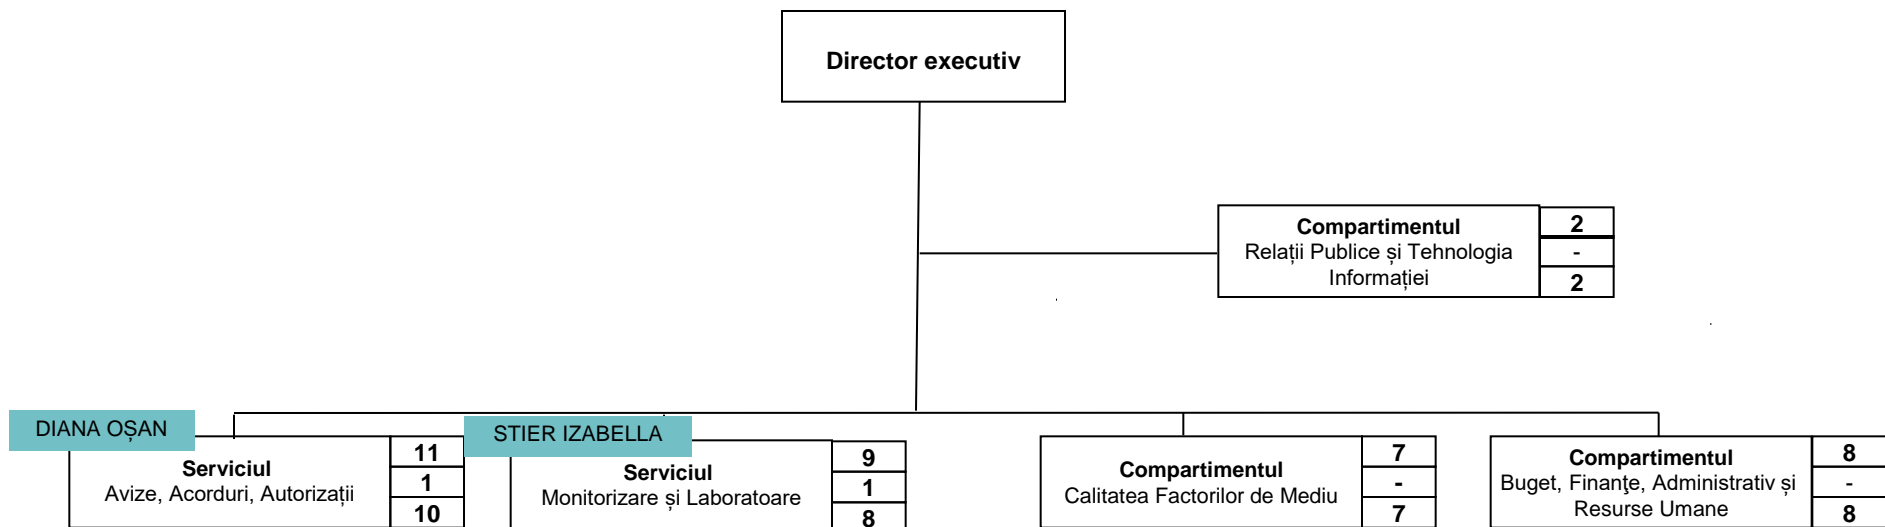 Director executiv
Compartimentul
Relații Publice și Tehnologia
Informației
2
-
2
DIANA OȘAN
Serviciul
Avize, Acorduri, Autorizații
11
1
10
STIER IZABELLA
Serviciul
Monitorizare și Laboratoare
9
1
8
Compartimentul
Calitatea Factorilor de Mediu
7
-
7
Compartimentul
Buget, Finanţe, Administrativ și
Resurse Umane
8
-
8